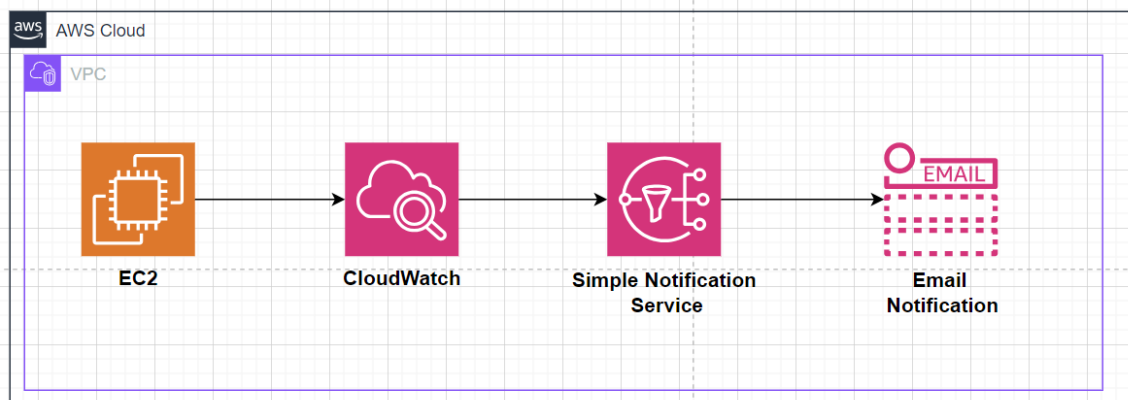 aws
AWS Cloud
VPC
EMAIL
EC2
CloudWatch
Simple Notification
Service
Email
Notification